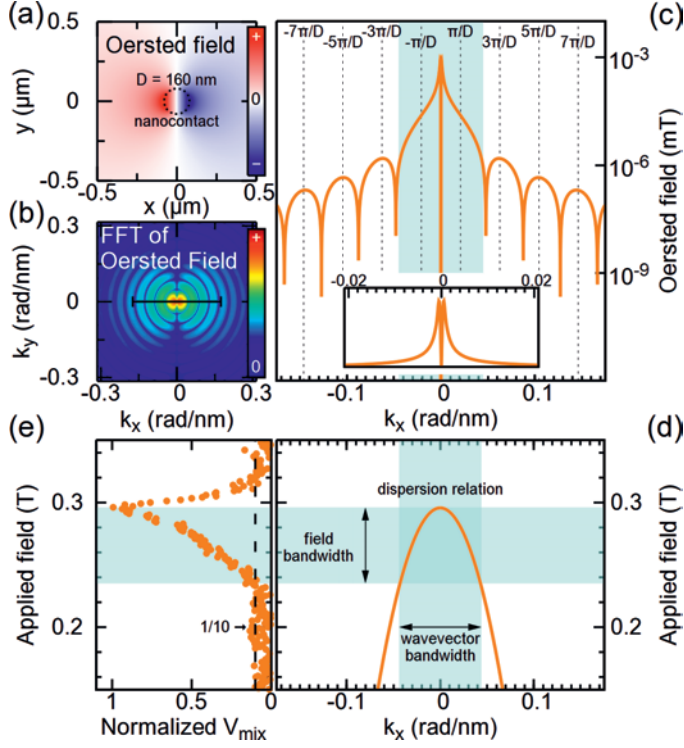 (a)
Oersted field
D = 160 nm
nanocontact
+
0
−
0.5
0
-0.5
y (µm)
-0.5
0
0.5
x (µm)
(b)
FFT of
Oersted Field
+
0
0.3
0
-0.3
k_y (rad/nm)
-0.3
0
0.3
k_x (rad/nm)
(c)
-7π/D
-5π/D
-3π/D
-π/D
π/D
3π/D
5π/D
7π/D
10⁻³
10⁻⁶
10⁻⁹
Oersted field (mT)
-0.02
0
0.02
-0.1
0
0.1
k_x (rad/nm)
(e)
0.3
0.2
Applied field (T)
1/10
1
0.5
0
Normalized V_mix
(d)
dispersion relation
field
bandwidth
wavevector
bandwidth
0.3
0.2
Applied field (T)
-0.1
0
0.1
k_x (rad/nm)